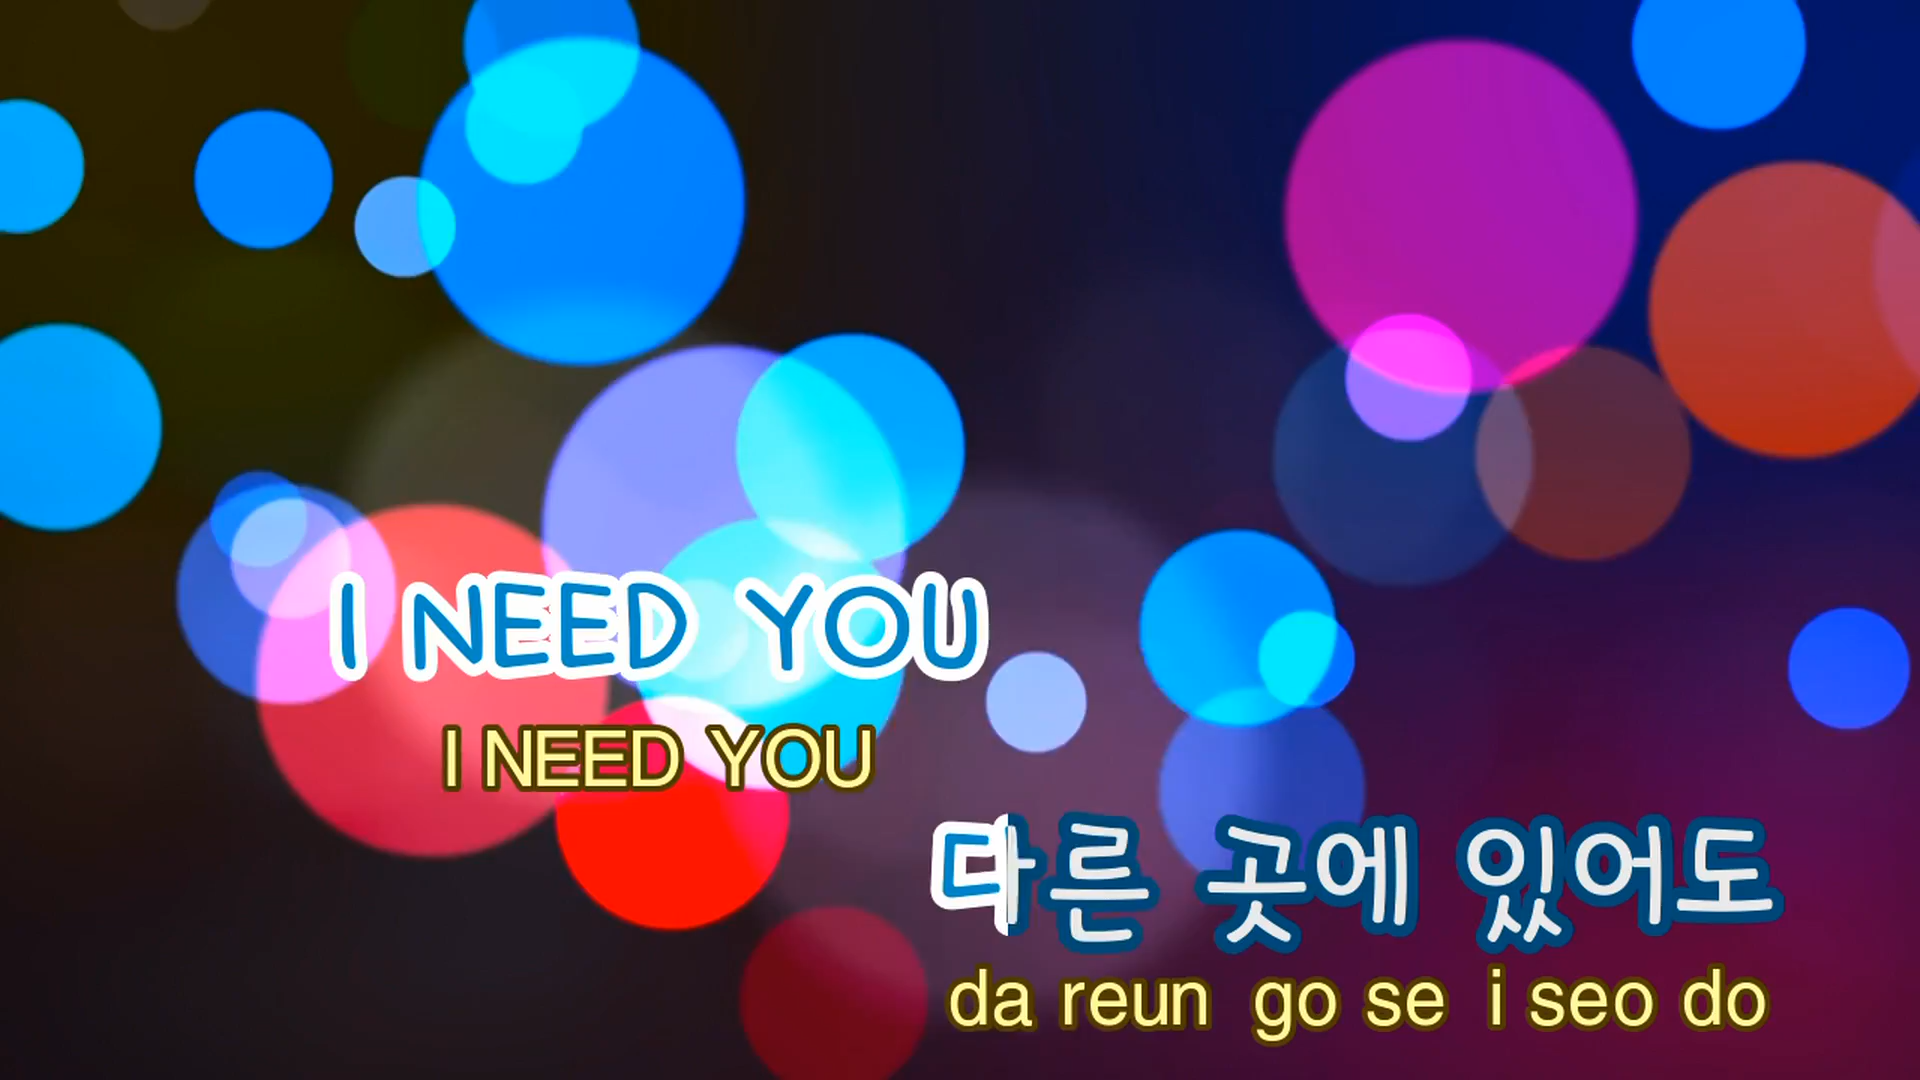 I NEED YOU
I NEED YOU
다른 곳에 있어도
da reun go se i seo do